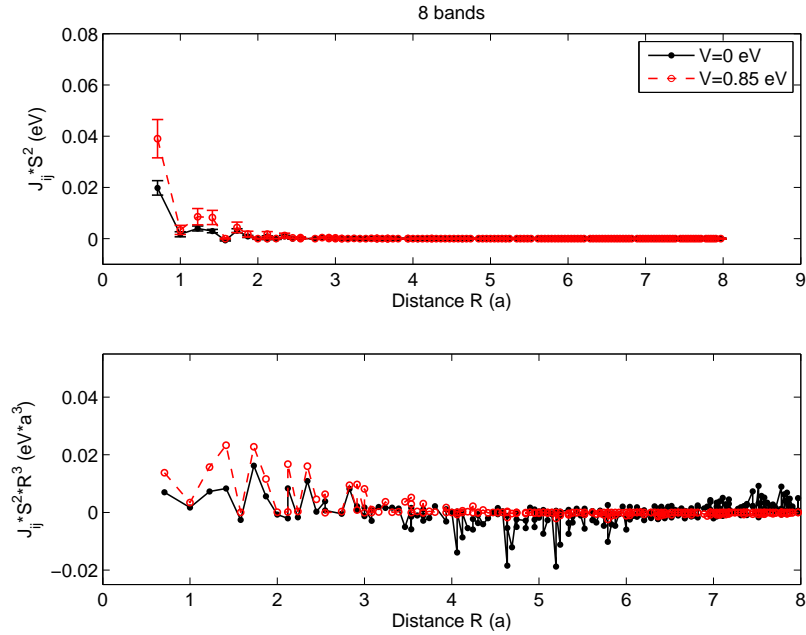 8 bands
0.08
0.06
0.04
0.02
0
J_ij*S^2 (eV)
V=0 eV
V=0.85 eV
0 1 2 3 4 5 6 7 8 9
Distance R (a)
0.04
0.02
0
−0.02
J_ij*S^2*R^3 (eV*a^3)
0 1 2 3 4 5 6 7 8
Distance R (a)